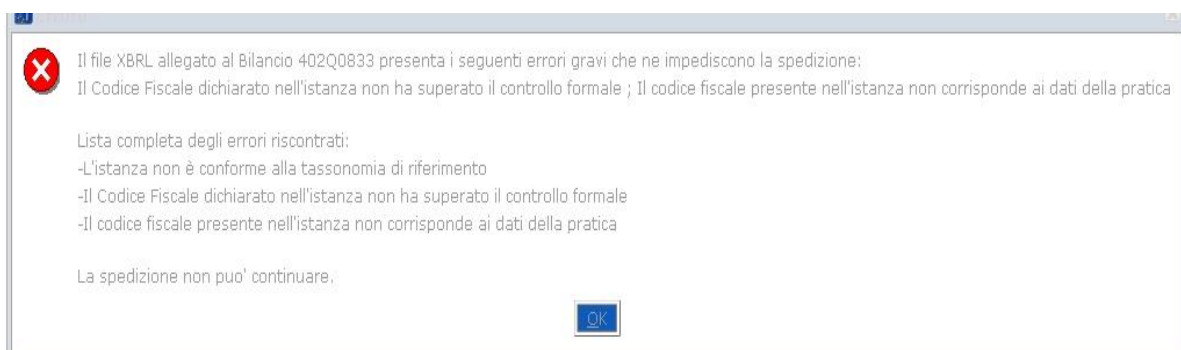 Il file XBRL allegato al Bilancio 402Q0833 presenta i seguenti errori gravi che ne impediscono la spedizione:
Il Codice Fiscale dichiarato nell'istanza non ha superato il controllo formale ; Il codice fiscale presente nell'istanza non corrisponde ai dati della pratica
Lista completa degli errori riscontrati:
-L'istanza non è conforme alla tassonomia di riferimento
-Il Codice Fiscale dichiarato nell'istanza non ha superato il controllo formale
-Il codice fiscale presente nell'istanza non corrisponde ai dati della pratica
La spedizione non puo' continuare.
OK